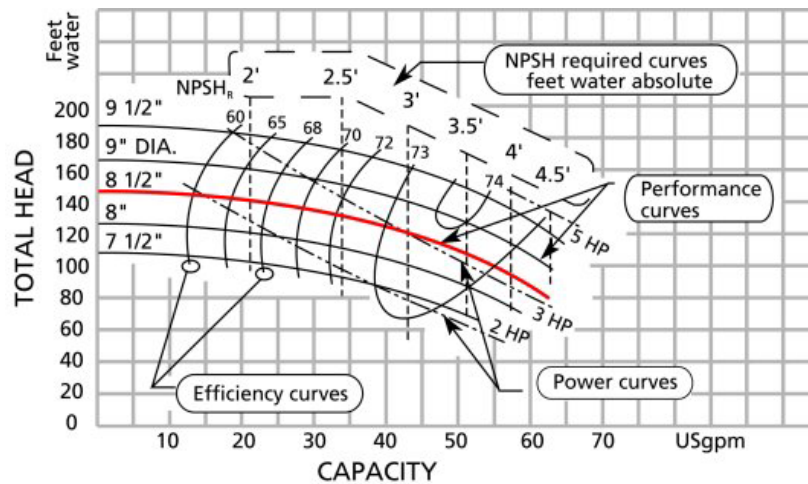 Feet
water
NPSH required curves
feet water absolute
NPSHR
2'
2.5'
3'
3.5'
4'
4.5'
200
180
160
140
120
100
80
60
40
20
0
9 1/2"
9" DIA.
8 1/2"
8"
7 1/2"
60
65
68
70
72
73
74
Performance
curves
5 HP
3 HP
2 HP
TOTAL HEAD
Efficiency curves
Power curves
10 20 30 40 50 60 70 USgpm
CAPACITY